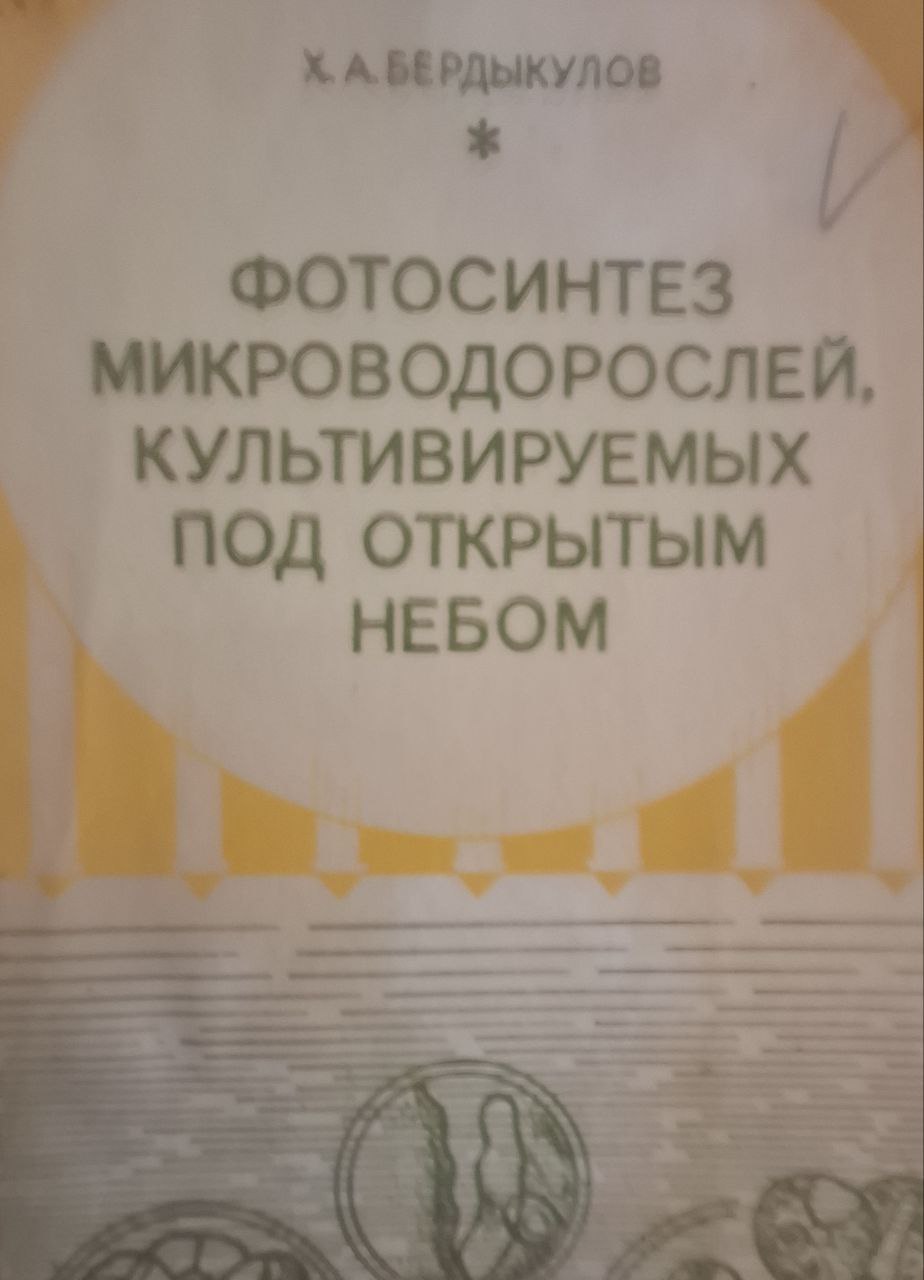 Х. А. БЕРДЫКУЛОВ
*
ФОТОСИНТЕЗ
МИКРОВОДОРОСЛЕЙ,
КУЛЬТИВИРУЕМЫХ
ПОД ОТКРЫТЫМ
НЕБОМ